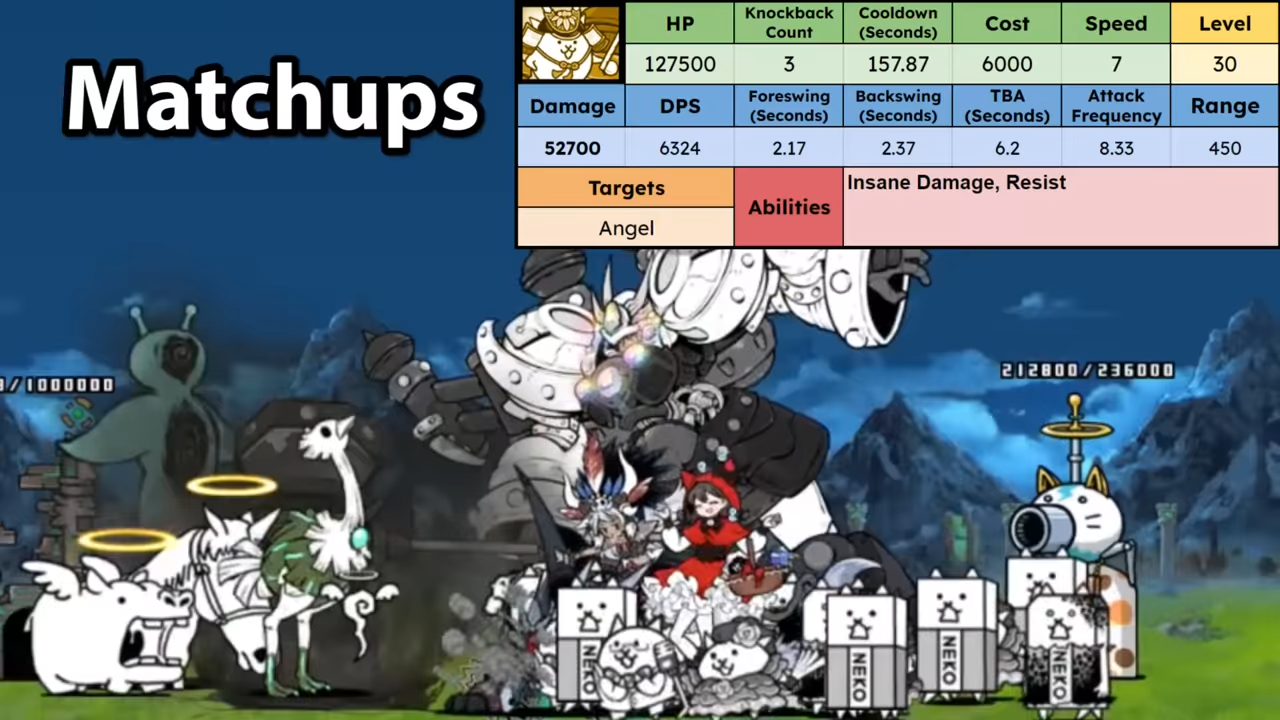 Matchups
HP
Knockback
Count
Cooldown
(Seconds)
Cost
Speed
Level
127500
3
157.87
6000
7
30
Damage
DPS
Foreswing
(Seconds)
Backswing
(Seconds)
TBA
(Seconds)
Attack
Frequency
Range
52700
6324
2.17
2.37
6.2
8.33
450
Targets
Abilities
Insane Damage, Resist
Angel
/1000000
212800/236000
NEKO
NEKO
NEKO
NEKO